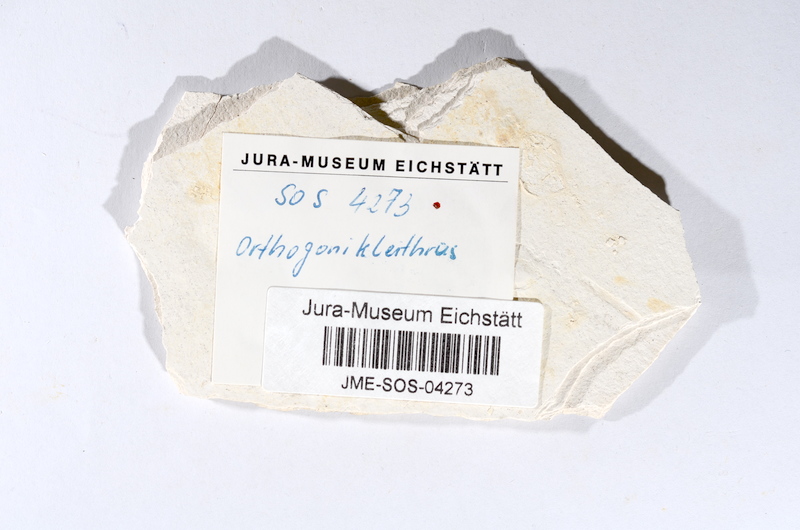 JURA-MUSEUM EICHSTÄTT
SOS 4273
Orthogonikleithrus
Jura-Museum Eichstätt
JME-SOS-04273